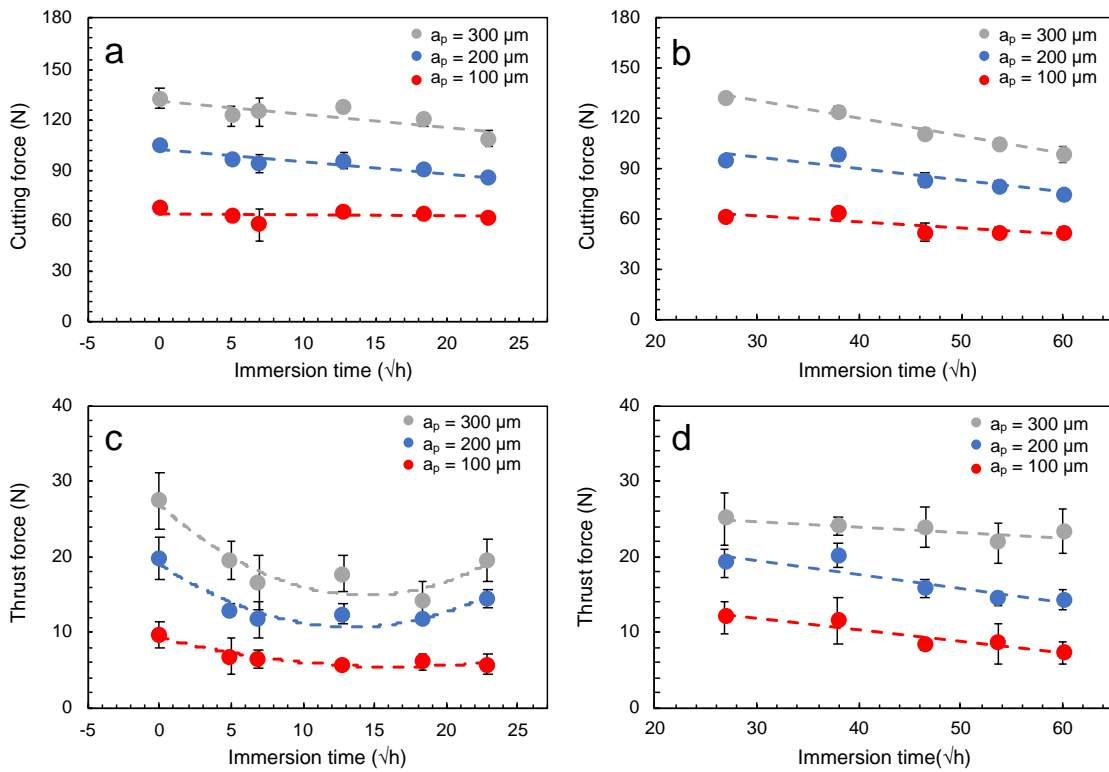 a
180
150
120
90
60
30
0
Cutting force (N)
aₚ = 300 µm
aₚ = 200 µm
aₚ = 100 µm
-5 0 5 10 15 20 25
Immersion time (√h)
b
180
150
120
90
60
30
0
Cutting force (N)
aₚ = 300 µm
aₚ = 200 µm
aₚ = 100 µm
20 30 40 50 60
Immersion time (√h)
c
40
30
20
10
0
Thrust force (N)
aₚ = 300 µm
aₚ = 200 µm
aₚ = 100 µm
-5 0 5 10 15 20 25
Immersion time (√h)
d
40
30
20
10
0
Thrust force (N)
aₚ = 300 µm
aₚ = 200 µm
aₚ = 100 µm
20 30 40 50 60
Immersion time(√h)